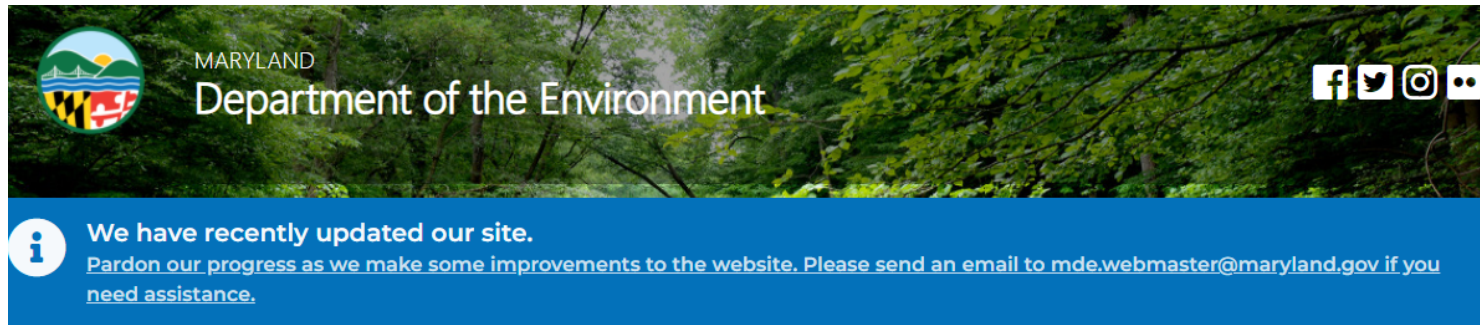 MARYLAND
Department of the Environment
We have recently updated our site.
Pardon our progress as we make some improvements to the website. Please send an email to mde.webmaster@maryland.gov if you
need assistance.